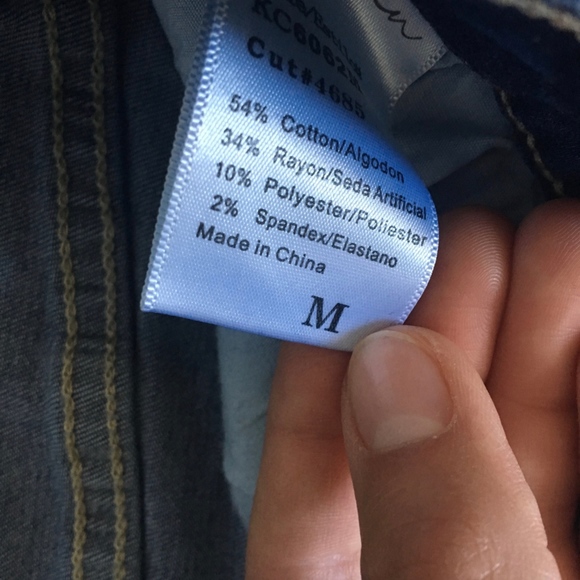 Cut#4685
54% Cotton/Algodon
34% Rayon/Seda Artificial
10% Polyester/Poliester
2% Spandex/Elastano
Made in China
M